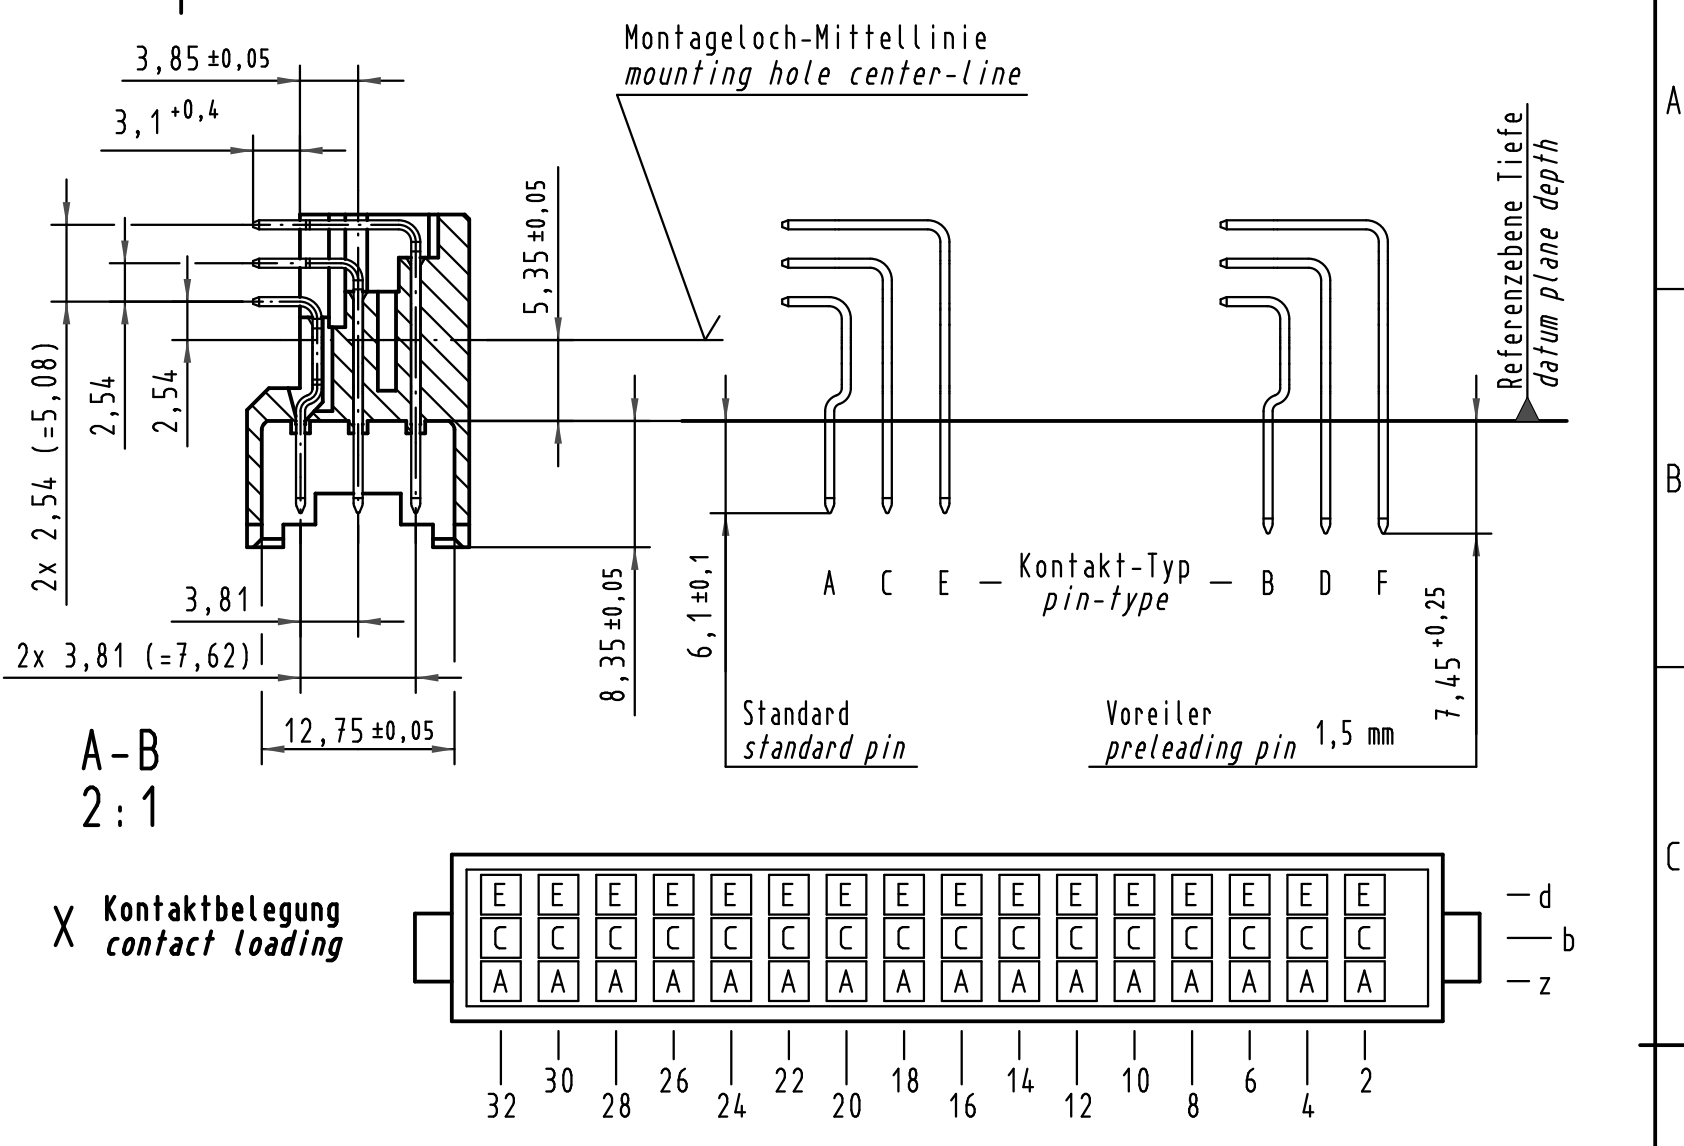 3,85 ±0,05
3,1 +0,4
Montageloch-Mittellinie
mounting hole center-line
A
Referenzebene Tiefe
datum plane depth
5,35 ±0,05
2x 2,54 (=5,08)
2,54
2,54
B
A C E — Kontakt-Typ — B D F
pin-type
3,81
2x 3,81 (=7,62)
12,75 ±0,05
8,35 ±0,05
6,1 ±0,1
7,45 +0,25
Standard
standard pin
Voreiler
preleading pin 1,5 mm
A-B
2:1
C
X Kontaktbelegung
contact loading
E E E E E E E E E E E E E E E E
C C C C C C C C C C C C C C C C
A A A A A A A A A A A A A A A A
d
b
z
30 26 22 18 14 10 6 2
32 28 24 20 16 12 8 4